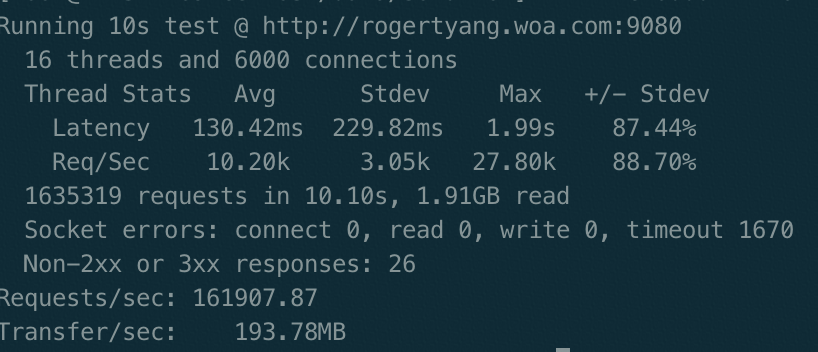 Running 10s test @ http://rogertyang.woa.com:9080
16 threads and 6000 connections
Thread Stats Avg Stdev Max +/- Stdev
Latency 130.42ms 229.82ms 1.99s 87.44%
Req/Sec 10.20k 3.05k 27.80k 88.70%
1635319 requests in 10.10s, 1.91GB read
Socket errors: connect 0, read 0, write 0, timeout 1670
Non-2xx or 3xx responses: 26
Requests/sec: 161907.87
Transfer/sec: 193.78MB